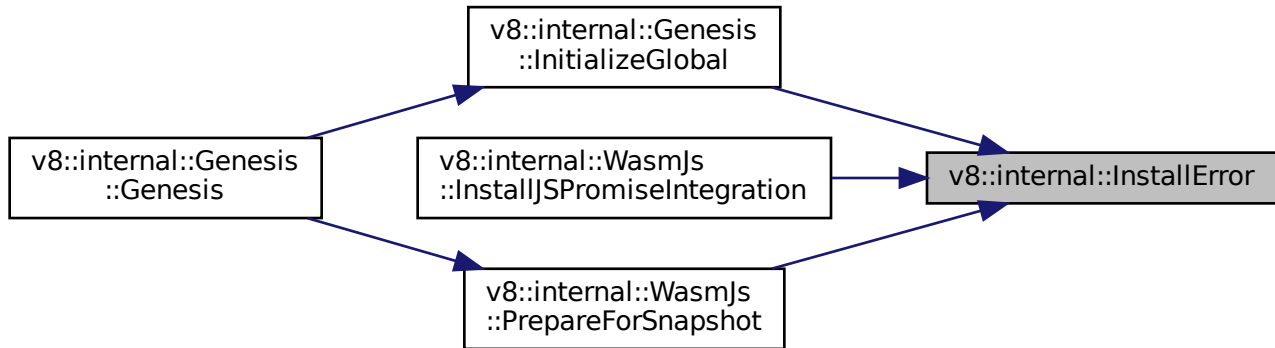 v8::internal::Genesis
::InitializeGlobal
v8::internal::Genesis
::Genesis
v8::internal::WasmJs
::InstallJSPromiseIntegration
v8::internal::InstallError
v8::internal::WasmJs
::PrepareForSnapshot